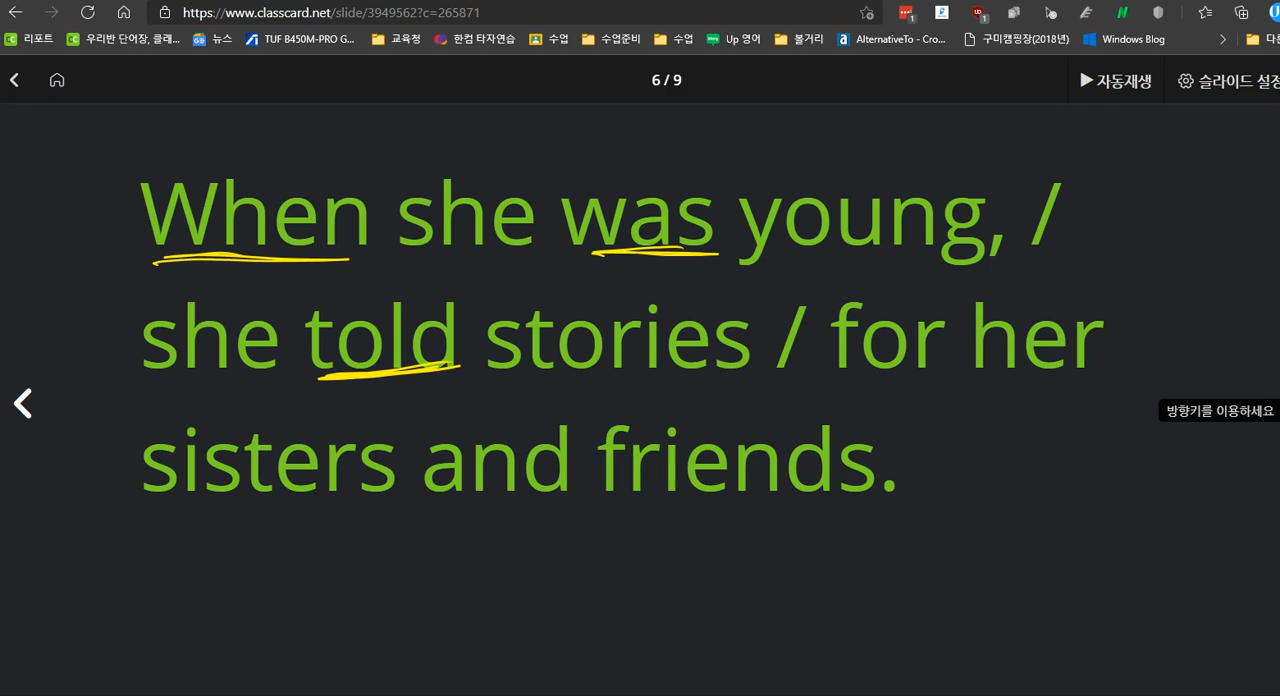 https://www.classcard.net/slide/3949562?c=265871
리포트 우리반 단어장, 클래... 뉴스 TUF B450M-PRO G... 교육청 한컴 타자연습 수업 수업준비 수업 Up 영어 볼거리 AlternativeTo - Cro... 구미캠핑장(2018년) Windows Blog 다른
6 / 9 자동재생 슬라이드 설정
When she was young, /
she told stories / for her
방향키를 이용하세요
sisters and friends.